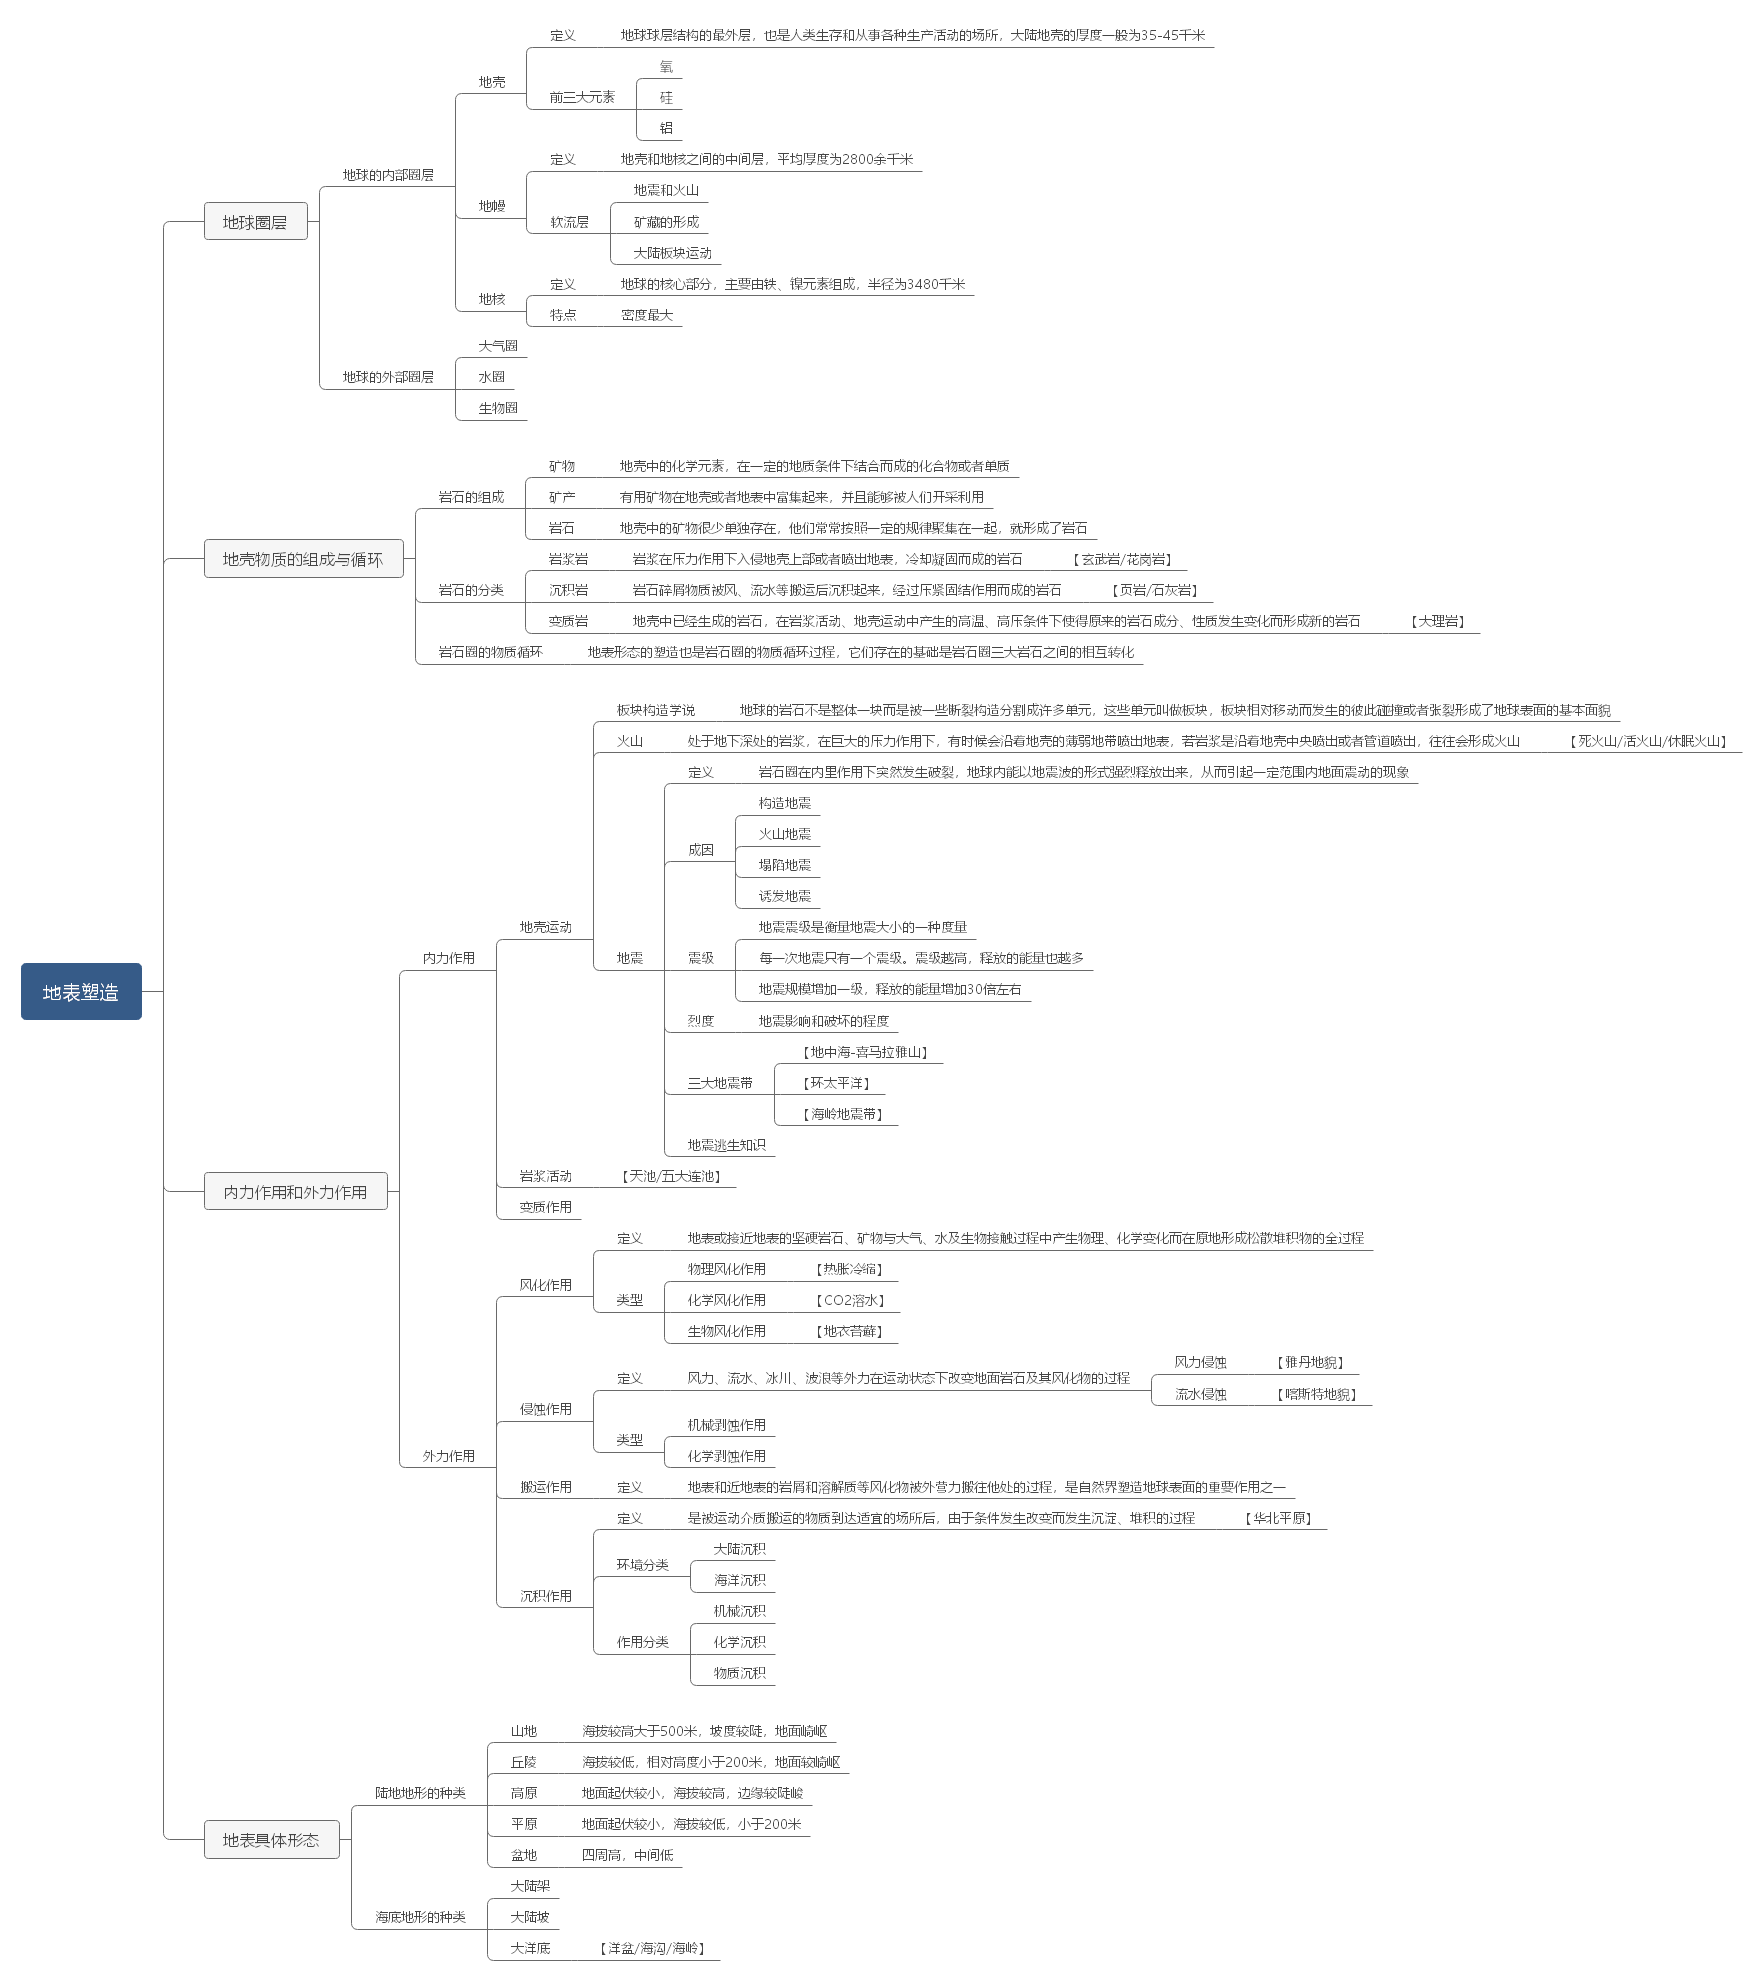 地表塑造
地球圈层
地球的内部圈层
地壳
定义
地球球层结构的最外层，也是人类生存和从事各种生产活动的场所，大陆地壳的厚度一般为35-45千米
前三大元素
氧
硅
铝
地幔
定义
地壳和地核之间的中间层，平均厚度为2800余千米
软流层
地震和火山
矿藏的形成
大陆板块运动
地核
定义
地球的核心部分，主要由铁、镍元素组成，半径为3480千米
特点
密度最大
地球的外部圈层
大气圈
水圈
生物圈
地壳物质的组成与循环
岩石的组成
矿物
地壳中的化学元素，在一定的地质条件下结合而成的化合物或者单质
矿产
有用矿物在地壳或者地表中富集起来，并且能够被人们开采利用
岩石
地壳中的矿物很少单独存在，他们常常按照一定的规律聚集在一起，就形成了岩石
岩石的分类
岩浆岩
岩浆在压力作用下入侵地壳上部或者喷出地表，冷却凝固而成的岩石
【玄武岩/花岗岩】
沉积岩
岩石碎屑物质被风、流水等搬运后沉积起来，经过压紧固结作用而成的岩石
【页岩/石灰岩】
变质岩
地壳中已经生成的岩石，在岩浆活动、地壳运动中产生的高温、高压条件下使得原来的岩石成分、性质发生变化而形成新的岩石
【大理岩】
岩石圈的物质循环
地表形态的塑造也是岩石圈的物质循环过程，它们存在的基础是岩石圈三大岩石之间的相互转化
内力作用和外力作用
内力作用
地壳运动
板块构造学说
地球的岩石不是整体一块而是被一些断裂构造分割成许多单元，这些单元叫做板块，板块相对移动而发生的彼此碰撞或者张裂形成了地球表面的基本面貌
火山
处于地下深处的岩浆，在巨大的压力作用下，有时候会沿着地壳的薄弱地带喷出地表，若岩浆是沿着地壳中央喷出或者管道喷出，往往会形成火山
【死火山/活火山/休眠火山】
地震
定义
岩石圈在内里作用下突然发生破裂，地球内能以地震波的形式强烈释放出来，从而引起一定范围内地面震动的现象
成因
构造地震
火山地震
塌陷地震
诱发地震
震级
地震震级是衡量地震大小的一种度量
每一次地震只有一个震级。震级越高，释放的能量也越多
地震规模增加一级，释放的能量增加30倍左右
烈度
地震影响和破坏的程度
三大地震带
【地中海-喜马拉雅山】
【环太平洋】
【海岭地震带】
地震逃生知识
岩浆活动
【天池/五大连池】
变质作用
外力作用
风化作用
定义
地表或接近地表的坚硬岩石、矿物与大气、水及生物接触过程中产生物理、化学变化而在原地形成松散堆积物的全过程
类型
物理风化作用
【热胀冷缩】
化学风化作用
【CO2溶水】
生物风化作用
【地衣苔藓】
侵蚀作用
定义
风力、流水、冰川、波浪等外力在运动状态下改变地面岩石及其风化物的过程
风力侵蚀
【雅丹地貌】
流水侵蚀
【喀斯特地貌】
类型
机械剥蚀作用
化学剥蚀作用
搬运作用
定义
地表和近地表的岩屑和溶解质等风化物被外营力搬往他处的过程，是自然界塑造地球表面的重要作用之一
沉积作用
定义
是被运动介质搬运的物质到达适宜的场所后，由于条件发生改变而发生沉淀、堆积的过程
【华北平原】
环境分类
大陆沉积
海洋沉积
作用分类
机械沉积
化学沉积
物质沉积
地表具体形态
陆地地形的种类
山地
海拔较高大于500米，坡度较陡，地面崎岖
丘陵
海拔较低，相对高度小于200米，地面较崎岖
高原
地面起伏较小，海拔较高，边缘较陡峻
平原
地面起伏较小，海拔较低，小于200米
盆地
四周高，中间低
海底地形的种类
大陆架
大陆坡
大洋底
【洋盆/海沟/海岭】